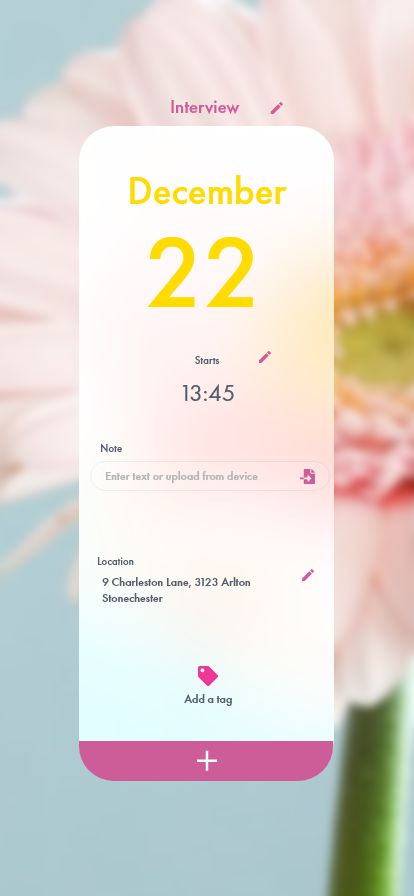 Interview
December
22
Starts
13:45
Note
Enter text or upload from device
Location
9 Charleston Lane, 3123 Arlton
Stonechester
Add a tag